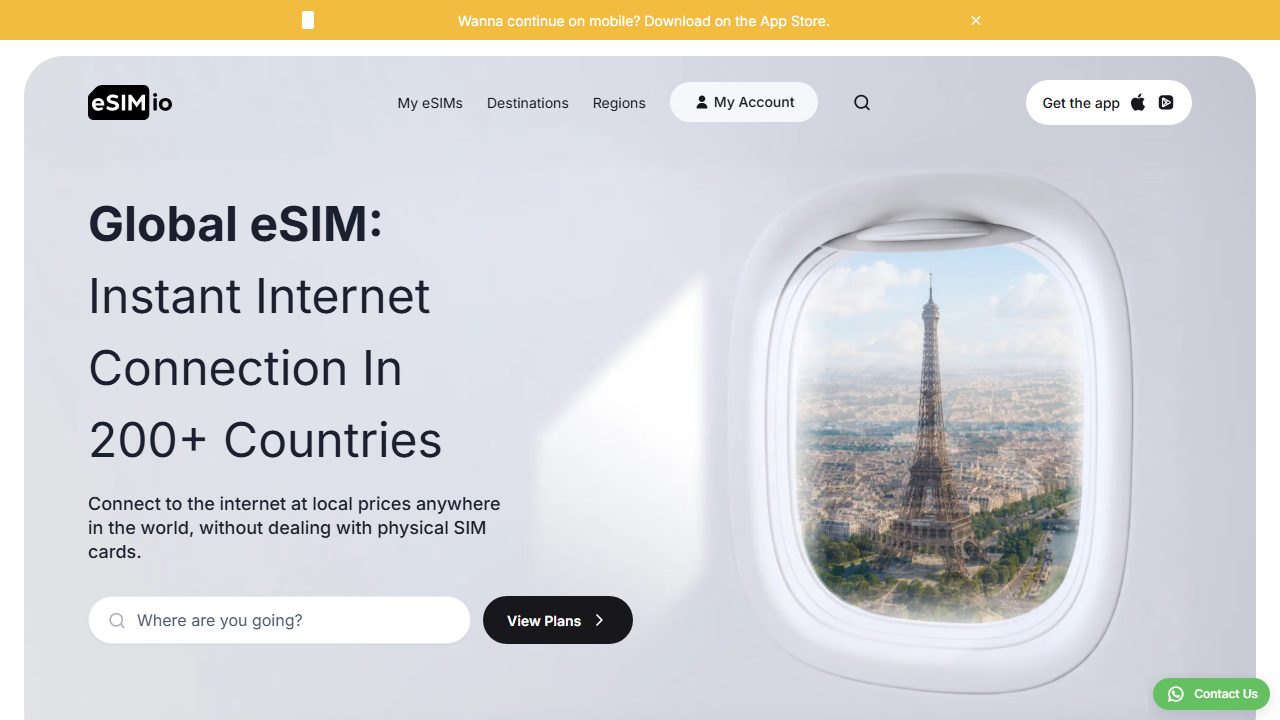 Wanna continue on mobile? Download on the App Store.
eSIM io
My eSIMs
Destinations
Regions
My Account
Get the app
Global eSIM:
Instant Internet
Connection In
200+ Countries
Connect to the internet at local prices anywhere
in the world, without dealing with physical SIM
cards.
Where are you going?
View Plans
Contact Us